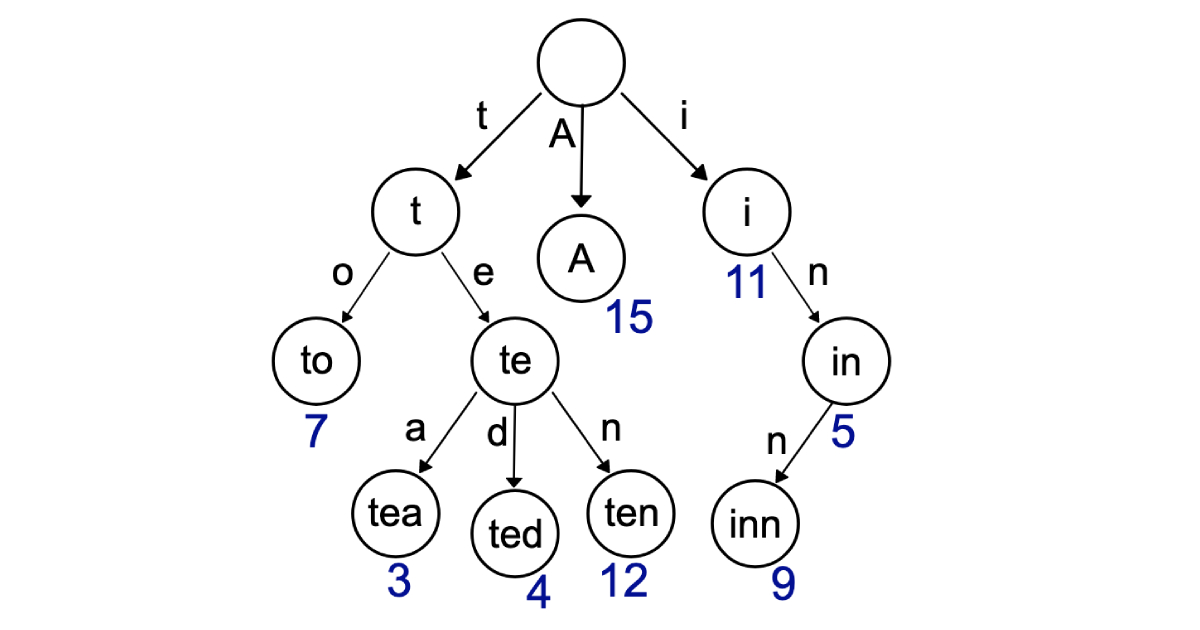 t A i
t A i
o e 15 11 n
to te in
7 a d n n 5
tea ted ten inn
3 4 12 9